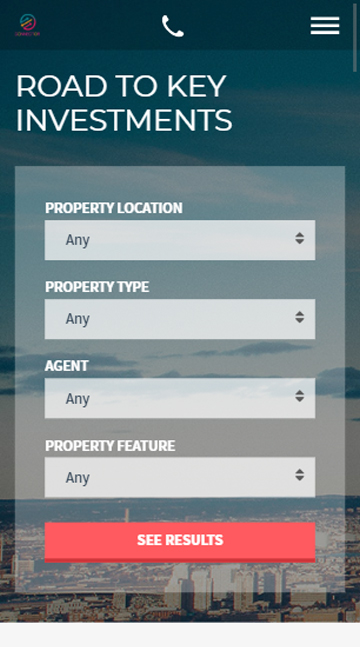 ROAD TO KEY
INVESTMENTS
PROPERTY LOCATION
Any
PROPERTY TYPE
Any
AGENT
Any
PROPERTY FEATURE
Any
SEE RESULTS